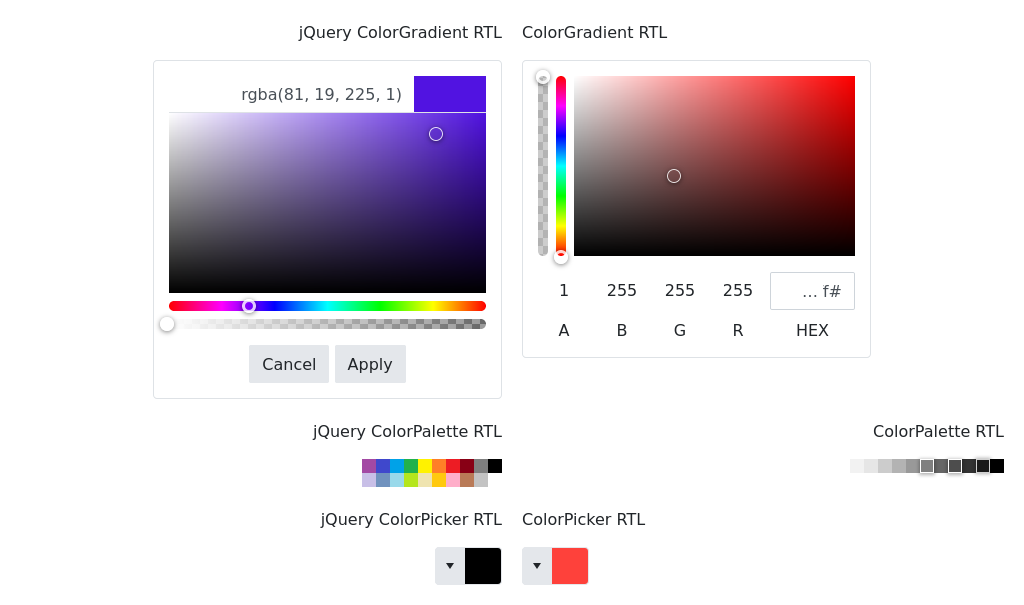 jQuery ColorGradient RTL
ColorGradient RTL
rgba(81, 19, 225, 1)
Cancel Apply
1 255 255 255 ... f#
A B G R HEX
jQuery ColorPalette RTL
ColorPalette RTL
jQuery ColorPicker RTL
ColorPicker RTL